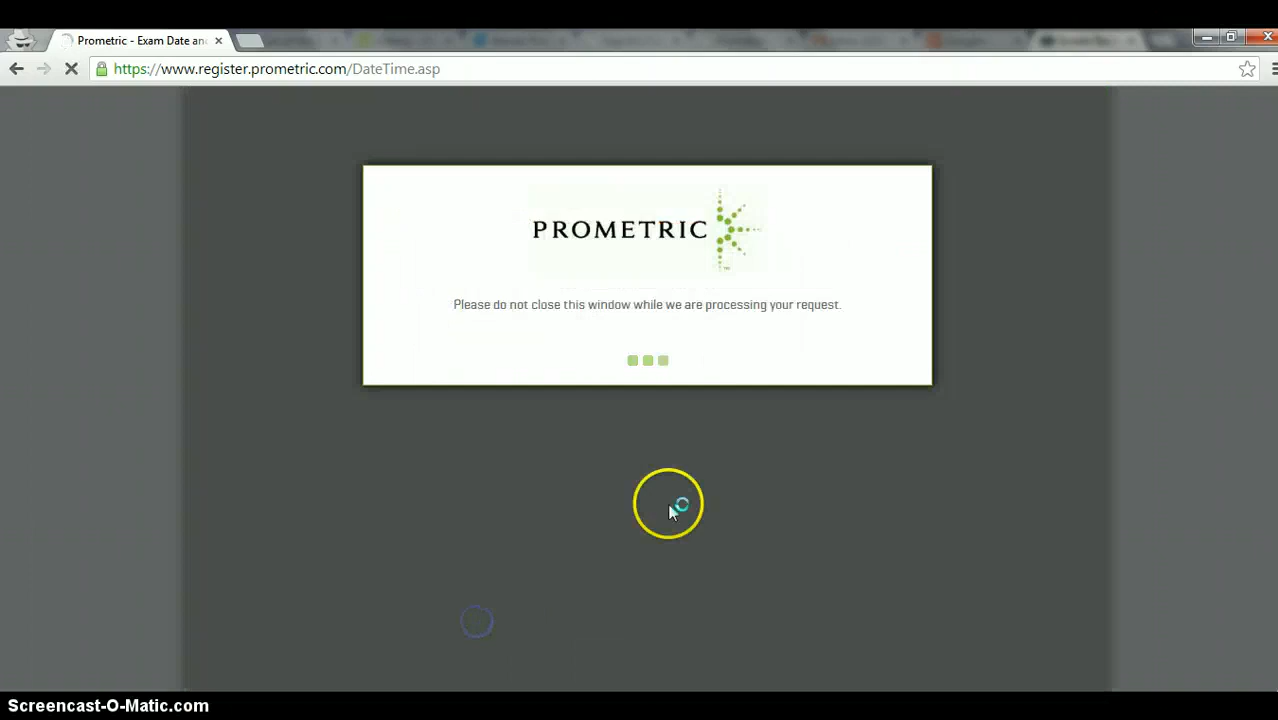 Prometric - Exam Date an
https://www.register.prometric.com/DateTime.asp
PROMETRIC
Please do not close this window while we are processing your request.
Screencast-O-Matic.com